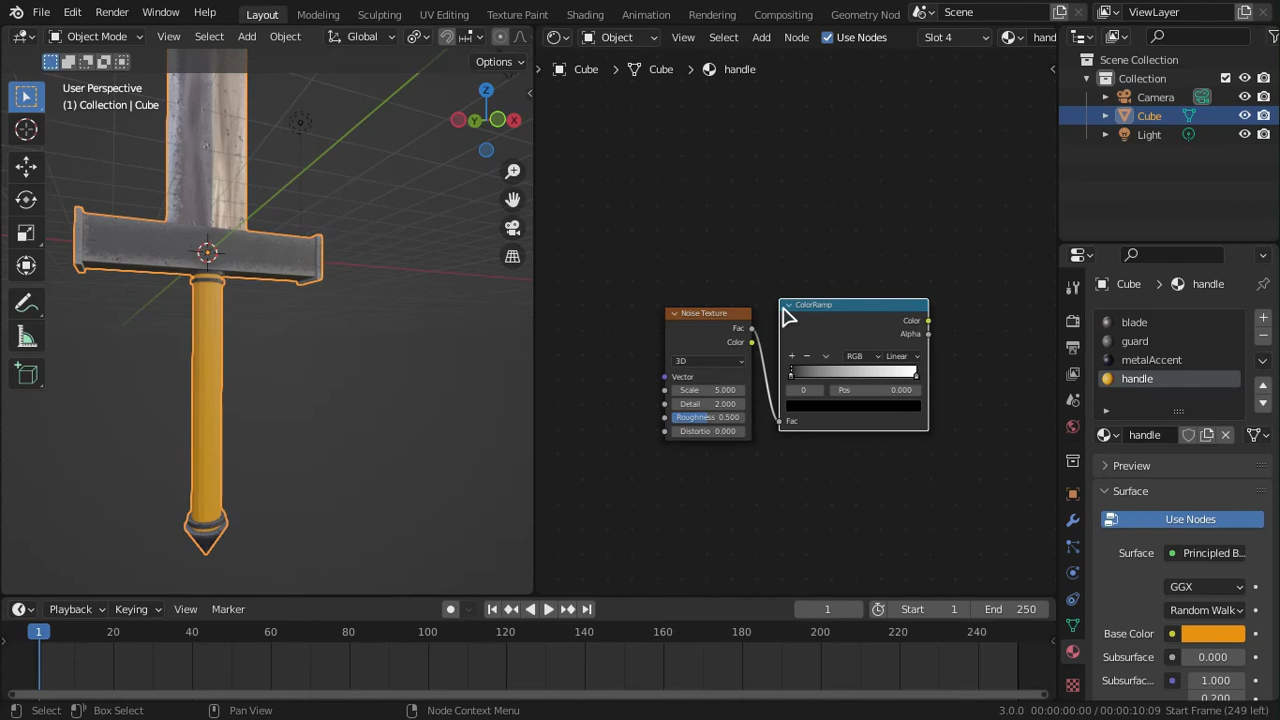 File Edit Render Window Help Layout Modeling Sculpting UV Editing Texture Paint Shading Animation Rendering Compositing Geometry Nod Scene ViewLayer
Object Mode View Select Add Object Global Object View Select Add Node Use Nodes Slot 4 hand
Options
Cube Cube handle
Scene Collection
Collection
Camera
Cube
Light
User Perspective
(1) Collection | Cube
Z
Y
X
Noise Texture
Fac
Color
3D
Vector
Scale 5.000
Detail 2.000
Roughness 0.500
Distortio 0.000
ColorRamp
Color
Alpha
RGB Linear
0 Pos 0.000
Fac
Cube handle
blade
guard
metalAccent
handle
handle
Preview
Surface
Use Nodes
Surface Principled B...
GGX
Random Walk
Base Color
Subsurface 0.000
Subsurfac... 1.000
0.200
Playback Keying View Marker 1 Start 1 End 250
1 20 40 60 80 100 120 140 160 180 200 220 240
Select Box Select Pan View Node Context Menu 3.0.0 00:00:00:00 / 00:00:10:09 Start Frame (249 left)